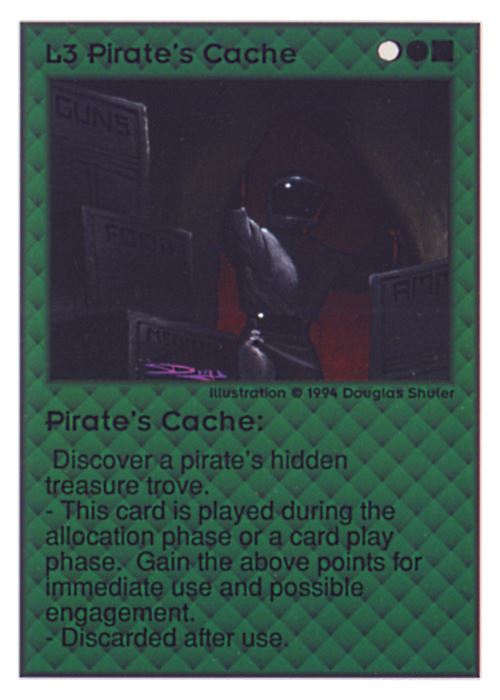 L3 Pirate's Cache
GUNS
FOOD
Illustration © 1994 Douglas Shuler
Pirate's Cache:
Discover a pirate's hidden
treasure trove.
- This card is played during the
allocation phase or a card play
phase. Gain the above points for
immediate use and possible
engagement.
- Discarded after use.